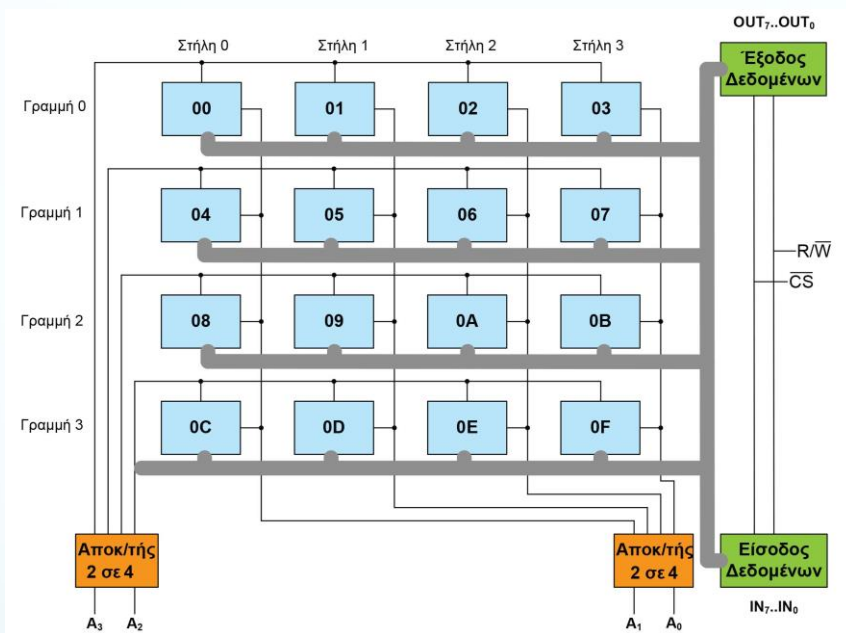 OUT₇..OUT₀
Έξοδος
Δεδομένων
Στήλη 0 Στήλη 1 Στήλη 2 Στήλη 3
Γραμμή 0 00 01 02 03
Γραμμή 1 04 05 06 07
R/W̅
C̅S̅
Γραμμή 2 08 09 0A 0B
Γραμμή 3 0C 0D 0E 0F
Αποκ/τής
2 σε 4
Αποκ/τής
2 σε 4
Είσοδος
Δεδομένων
A₃ A₂ A₁ A₀
IN₇..IN₀